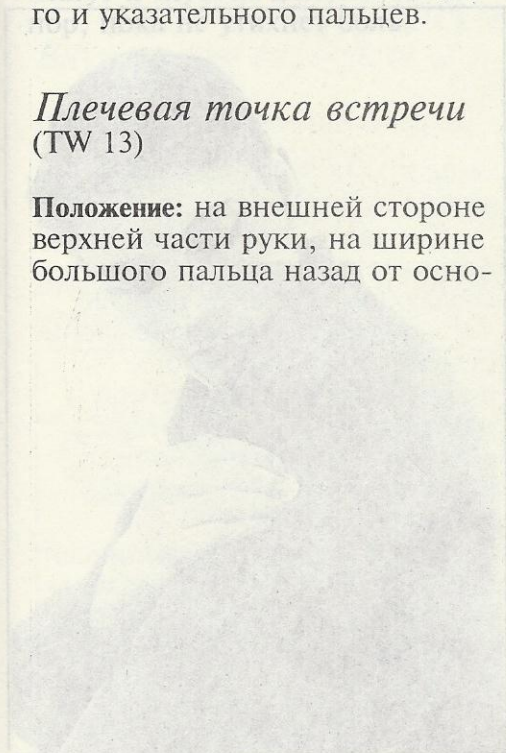 го и указательного пальцев.
Плечевая точка встречи
(TW 13)
Положение: на внешней стороне
верхней части руки, на ширине
большого пальца назад от осно-